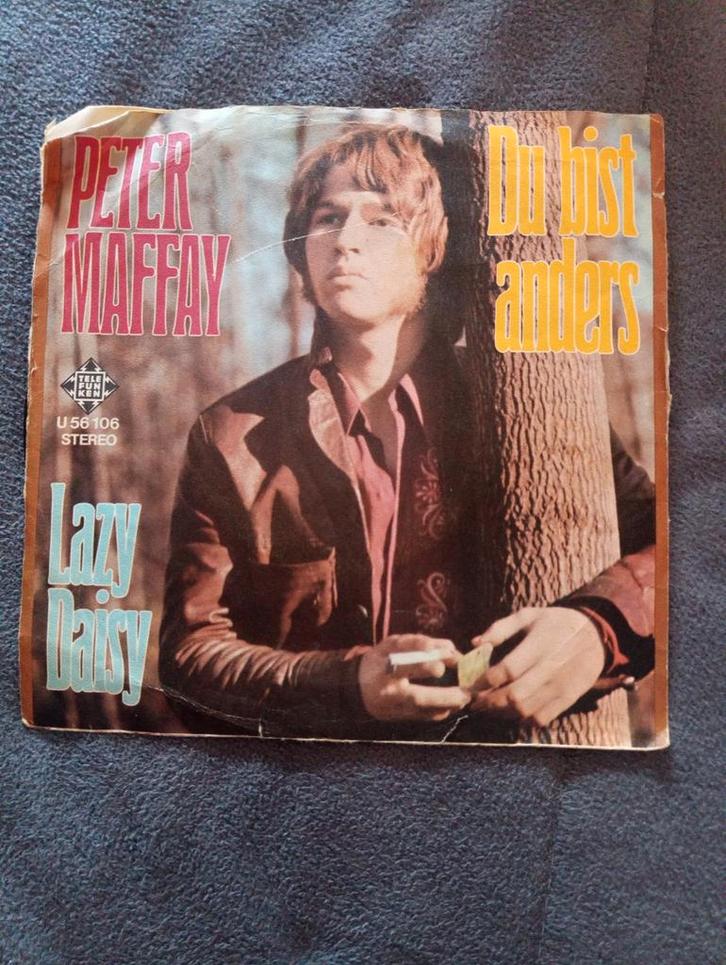 PETER
MAFFAY
Du bist
anders
TELE
FUN
KEN
U 56 106
STEREO
Lazy
Daisy